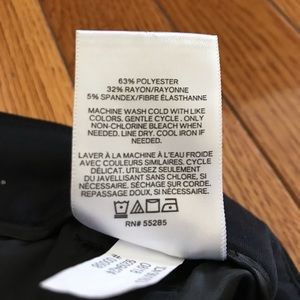 63% POLYESTER
32% RAYON/RAYONNE
5% SPANDEX/FIBRE ÉLASTHANNE
MACHINE WASH COLD WITH LIKE
COLORS, GENTLE CYCLE , ONLY
NON-CHLORINE BLEACH WHEN
NEEDED. LINE DRY. COOL IRON IF
NEEDED.
LAVER À LA MACHINE À L'EAU FROIDE
AVEC COULEURS SIMILAIRES, CYCLE
DÉLICAT. UTILISEZ SEULEMENT
DU JAVELLISANT SANS CHLORE, SI
NÉCESSAIRE. SÉCHAGE SUR CORDE.
REPASSAGE DOUX, SI NÉCESSAIRE.
RN# 55285